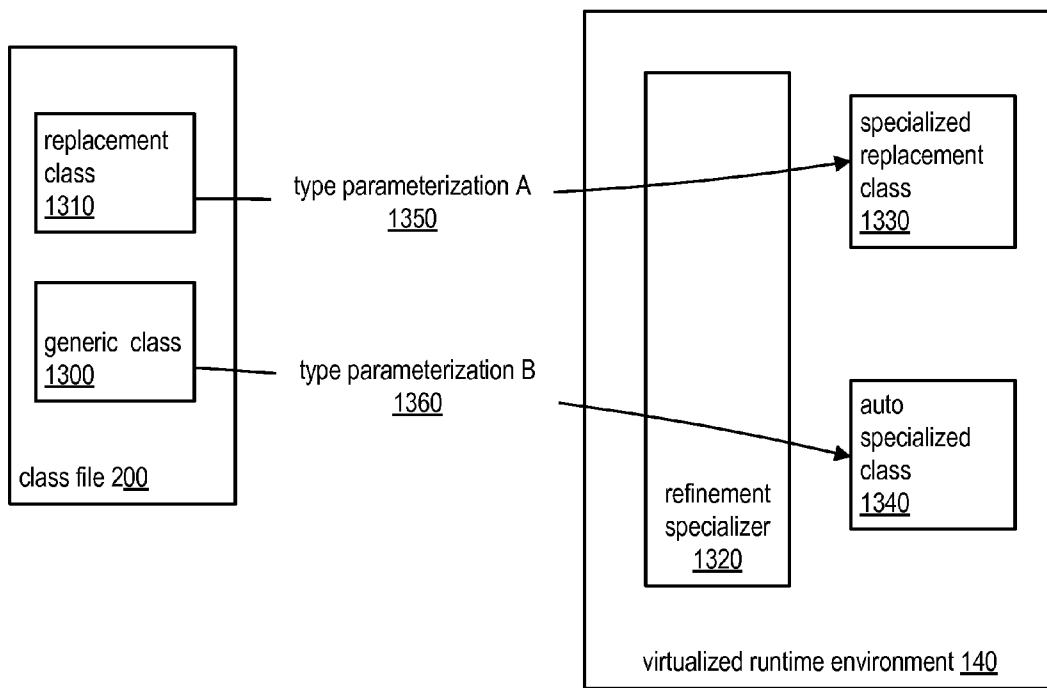 replacement
class
1310
generic class
1300
class file 200
type parameterization A
1350
type parameterization B
1360
refinement
specializer
1320
specialized
replacement
class
1330
auto
specialized
class
1340
virtualized runtime environment 140